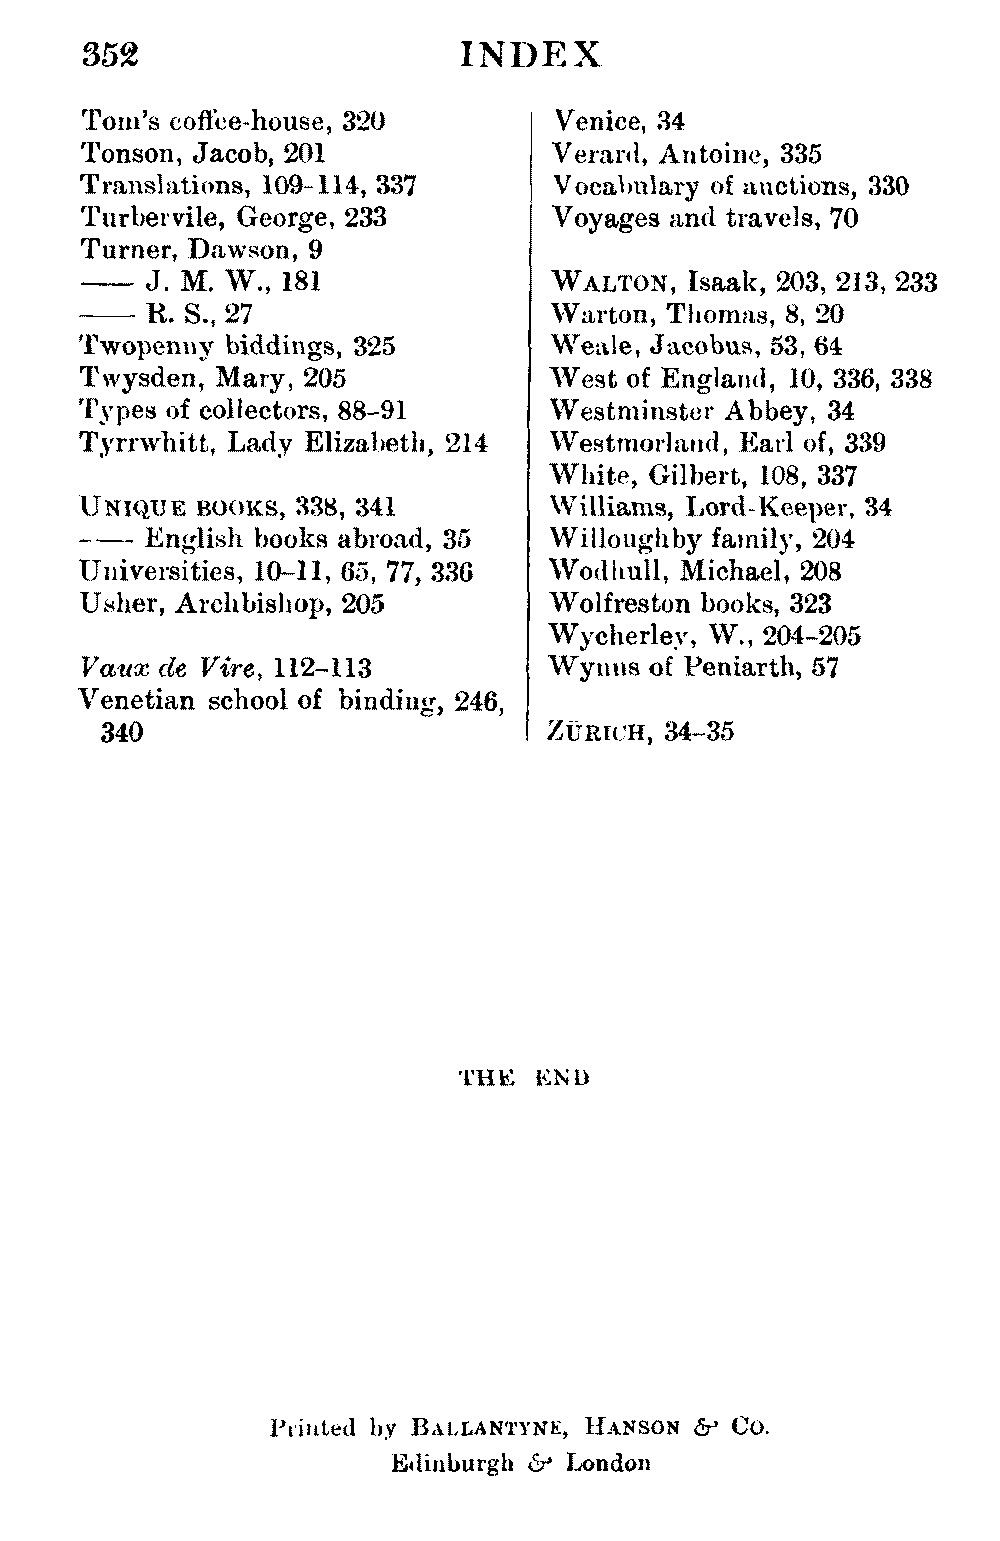 352 INDEX
Tom's coffee-house, 320
Tonson, Jacob, 201
Translations, 109-114, 337
Turbervile, George, 233
Turner, Dawson, 9
—— J. M. W., 181
—— R. S., 27
Twopenny biddings, 325
Twysden, Mary, 205
Types of collectors, 88–91
Tyrrwhitt, Lady Elizabeth, 214
UNIQUE BOOKS, 338, 341
—— English books abroad, 35
Universities, 10–11, 65, 77, 336
Usher, Archbishop, 205
Vaux de Vire, 112–113
Venetian school of binding, 246,
340
Venice, 34
Verard, Antoine, 335
Vocabulary of auctions, 330
Voyages and travels, 70
WALTON, Isaak, 203, 213, 233
Warton, Thomas, 8, 20
Weale, Jacobus, 53, 64
West of England, 10, 336, 338
Westminster Abbey, 34
Westmorland, Earl of, 339
White, Gilbert, 108, 337
Williams, Lord-Keeper, 34
Willoughby family, 204
Wodhull, Michael, 208
Wolfreston books, 323
Wycherley, W., 204–205
Wynns of Peniarth, 57
ZÜRICH, 34–35
THE END
Printed by BALLANTYNE, HANSON & CO.
Edinburgh & London